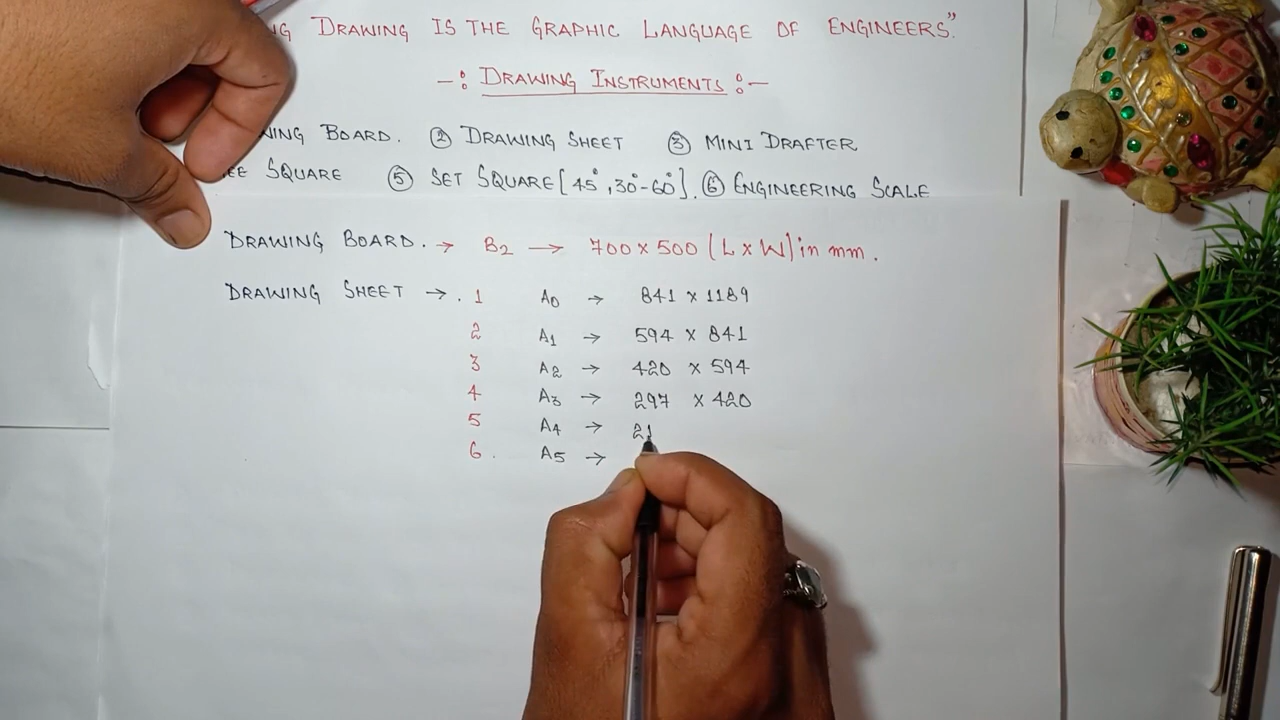 DRAWING IS THE GRAPHIC LANGUAGE OF ENGINEERS."
-: DRAWING INSTRUMENTS :-
BOARD. ② DRAWING SHEET ③ MINI DRAFTER
SQUARE ⑤ SET SQUARE [45°, 30°-60°]. ⑥ ENGINEERING SCALE
DRAWING BOARD. → B2 → 700 x 500 (L x W) in mm.
DRAWING SHEET → . 1 A0 → 841 x 1189
2 A1 → 594 x 841
3 A2 → 420 x 594
4 A3 → 297 x 420
5 A4 → 21
6. A5 →